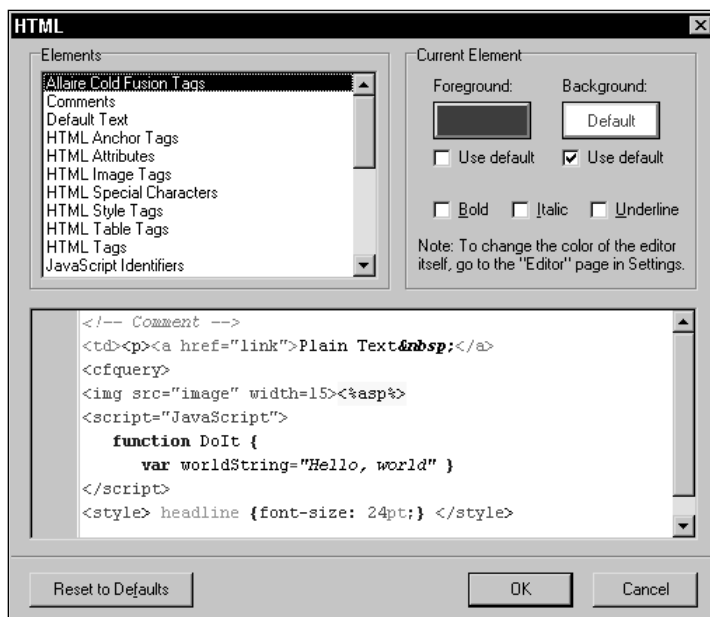 HTML
Elements
Allaire Cold Fusion Tags
Comments
Default Text
HTML Anchor Tags
HTML Attributes
HTML Image Tags
HTML Special Characters
HTML Style Tags
HTML Table Tags
HTML Tags
JavaScript Identifiers
Current Element
Foreground: Background:
Default
Use default Use default
Bold Italic Underline
Note: To change the color of the editor
itself, go to the "Editor" page in Settings.
<!-- Comment -->
<td><p><a href="link">Plain Text&nbsp;</a>
<cfquery>
<img src="image" width=15><%asp%>
<script="JavaScript">
function DoIt {
var worldString="Hello, world" }
</script>
<style> headline {font-size: 24pt;} </style>
Reset to Defaults OK Cancel